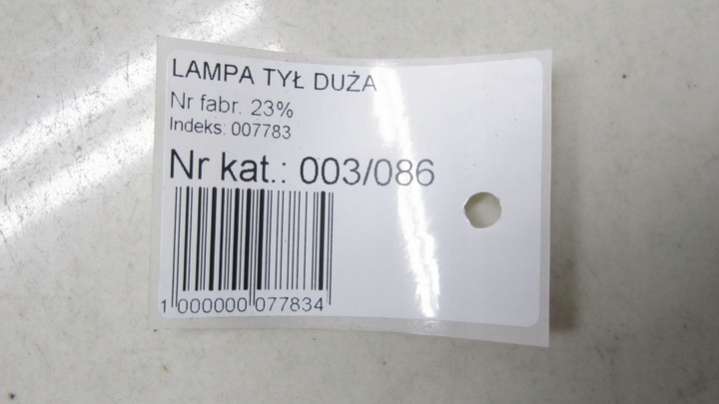 LAMPA TYŁ DUŻA
Nr fabr. 23%
Indeks: 007783
Nr kat.: 003/086
1 000000 077834